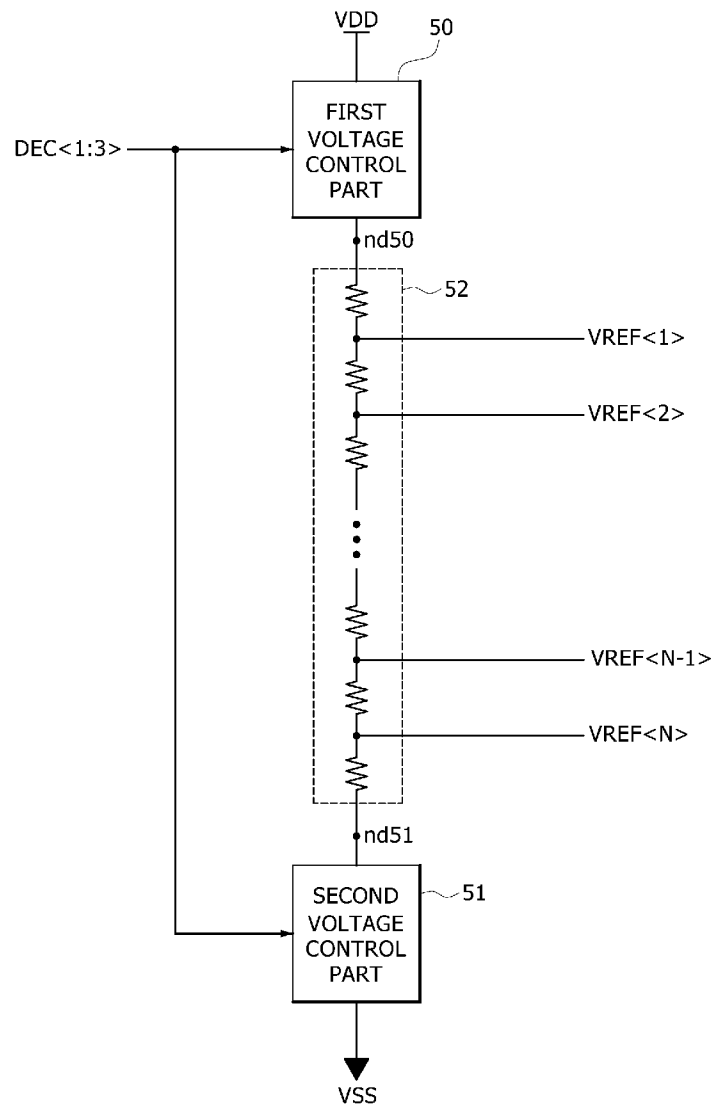 VDD
50
FIRST
VOLTAGE
CONTROL
PART
DEC<1:3>
nd50
52
VREF<1>
VREF<2>
VREF<N-1>
VREF<N>
nd51
SECOND
VOLTAGE
CONTROL
PART
51
VSS